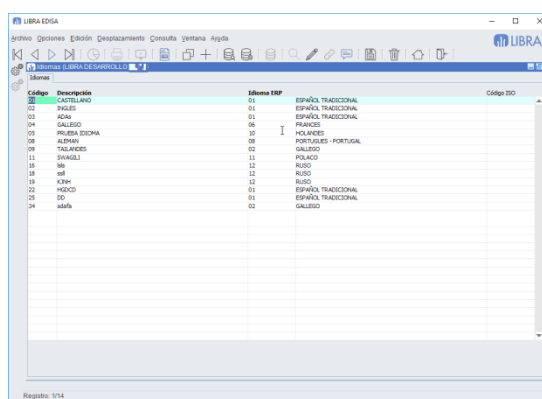 LIBRA EDISA
Archivo Opciones Edición Desplazamiento Consulta Ventana Ayuda
LIBRA
Idiomas (LIBRA DESARROLLO
Idiomas
Código Descripción Idioma ERP Código ISO
01 CASTELLANO 01 ESPAÑOL TRADICIONAL
02 INGLES 01 ESPAÑOL TRADICIONAL
03 ADAs 01 ESPAÑOL TRADICIONAL
04 GALLEGO 06 FRANCES
05 PRUEBA IDIOMA 10 HOLANDES
08 ALEMAN 08 PORTUGUES - PORTUGAL
09 TAILANDES 02 GALLEGO
11 SWAGILI 11 POLACO
16 lsls 12 RUSO
18 ssll 12 RUSO
19 KJNH 12 RUSO
22 HGDCD 01 ESPAÑOL TRADICIONAL
25 DD 01 ESPAÑOL TRADICIONAL
34 sdafa 02 GALLEGO
Registro: 1/14